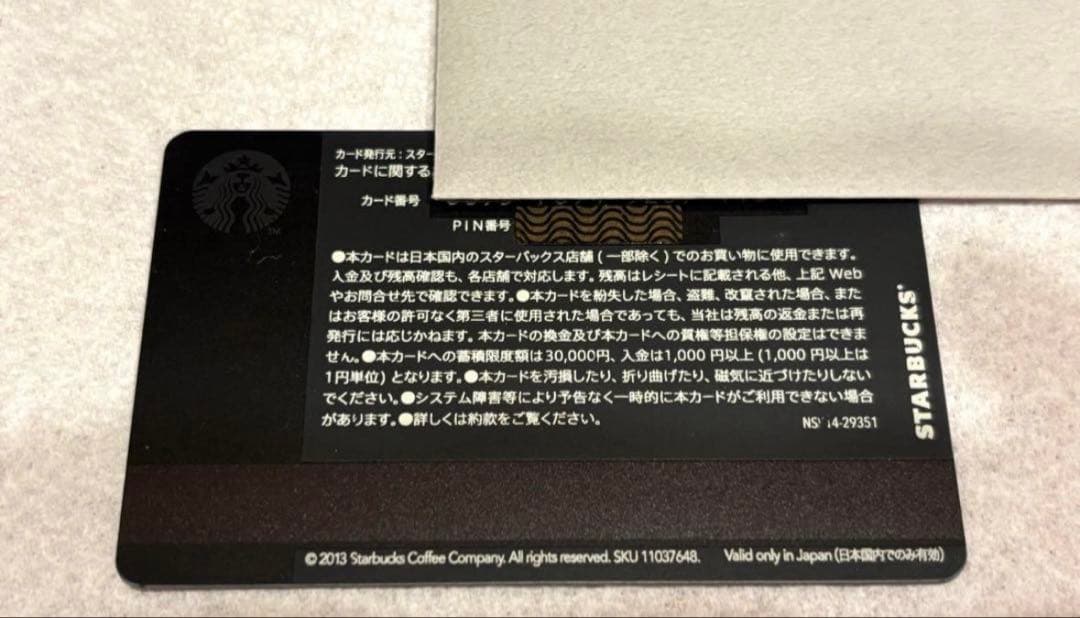 カード発行元：スター
カードに関する
カード番号
PIN番号
●本カードは日本国内のスターバックス店舗(一部除く)でのお買い物に使用できます。
入金及び残高確認も、各店舗で対応します。残高はレシートに記載される他、上記 Web
やお問合せ先で確認できます。●本カードを紛失した場合、盗難、改竄された場合、また
はお客様の許可なく第三者に使用された場合であっても、当社は残高の返金または再
発行には応じかねます。本カードの換金及び本カードへの質権等担保権の設定はできま
せん。●本カードへの蓄積限度額は30,000円、入金は1,000 円以上 (1,000 円以上は
1円単位) となります。●本カードを汚損したり、折り曲げたり、磁気に近づけたりしない
でください。●システム障害等により予告なく一時的に本カードがご利用できない場合
があります。●詳しくは約款をご覧ください。
4-29351
STARBUCKS
© 2013 Starbucks Coffee Company. All rights reserved. SKU 11037648.
Valid only in Japan (日本国内でのみ有効)
TM